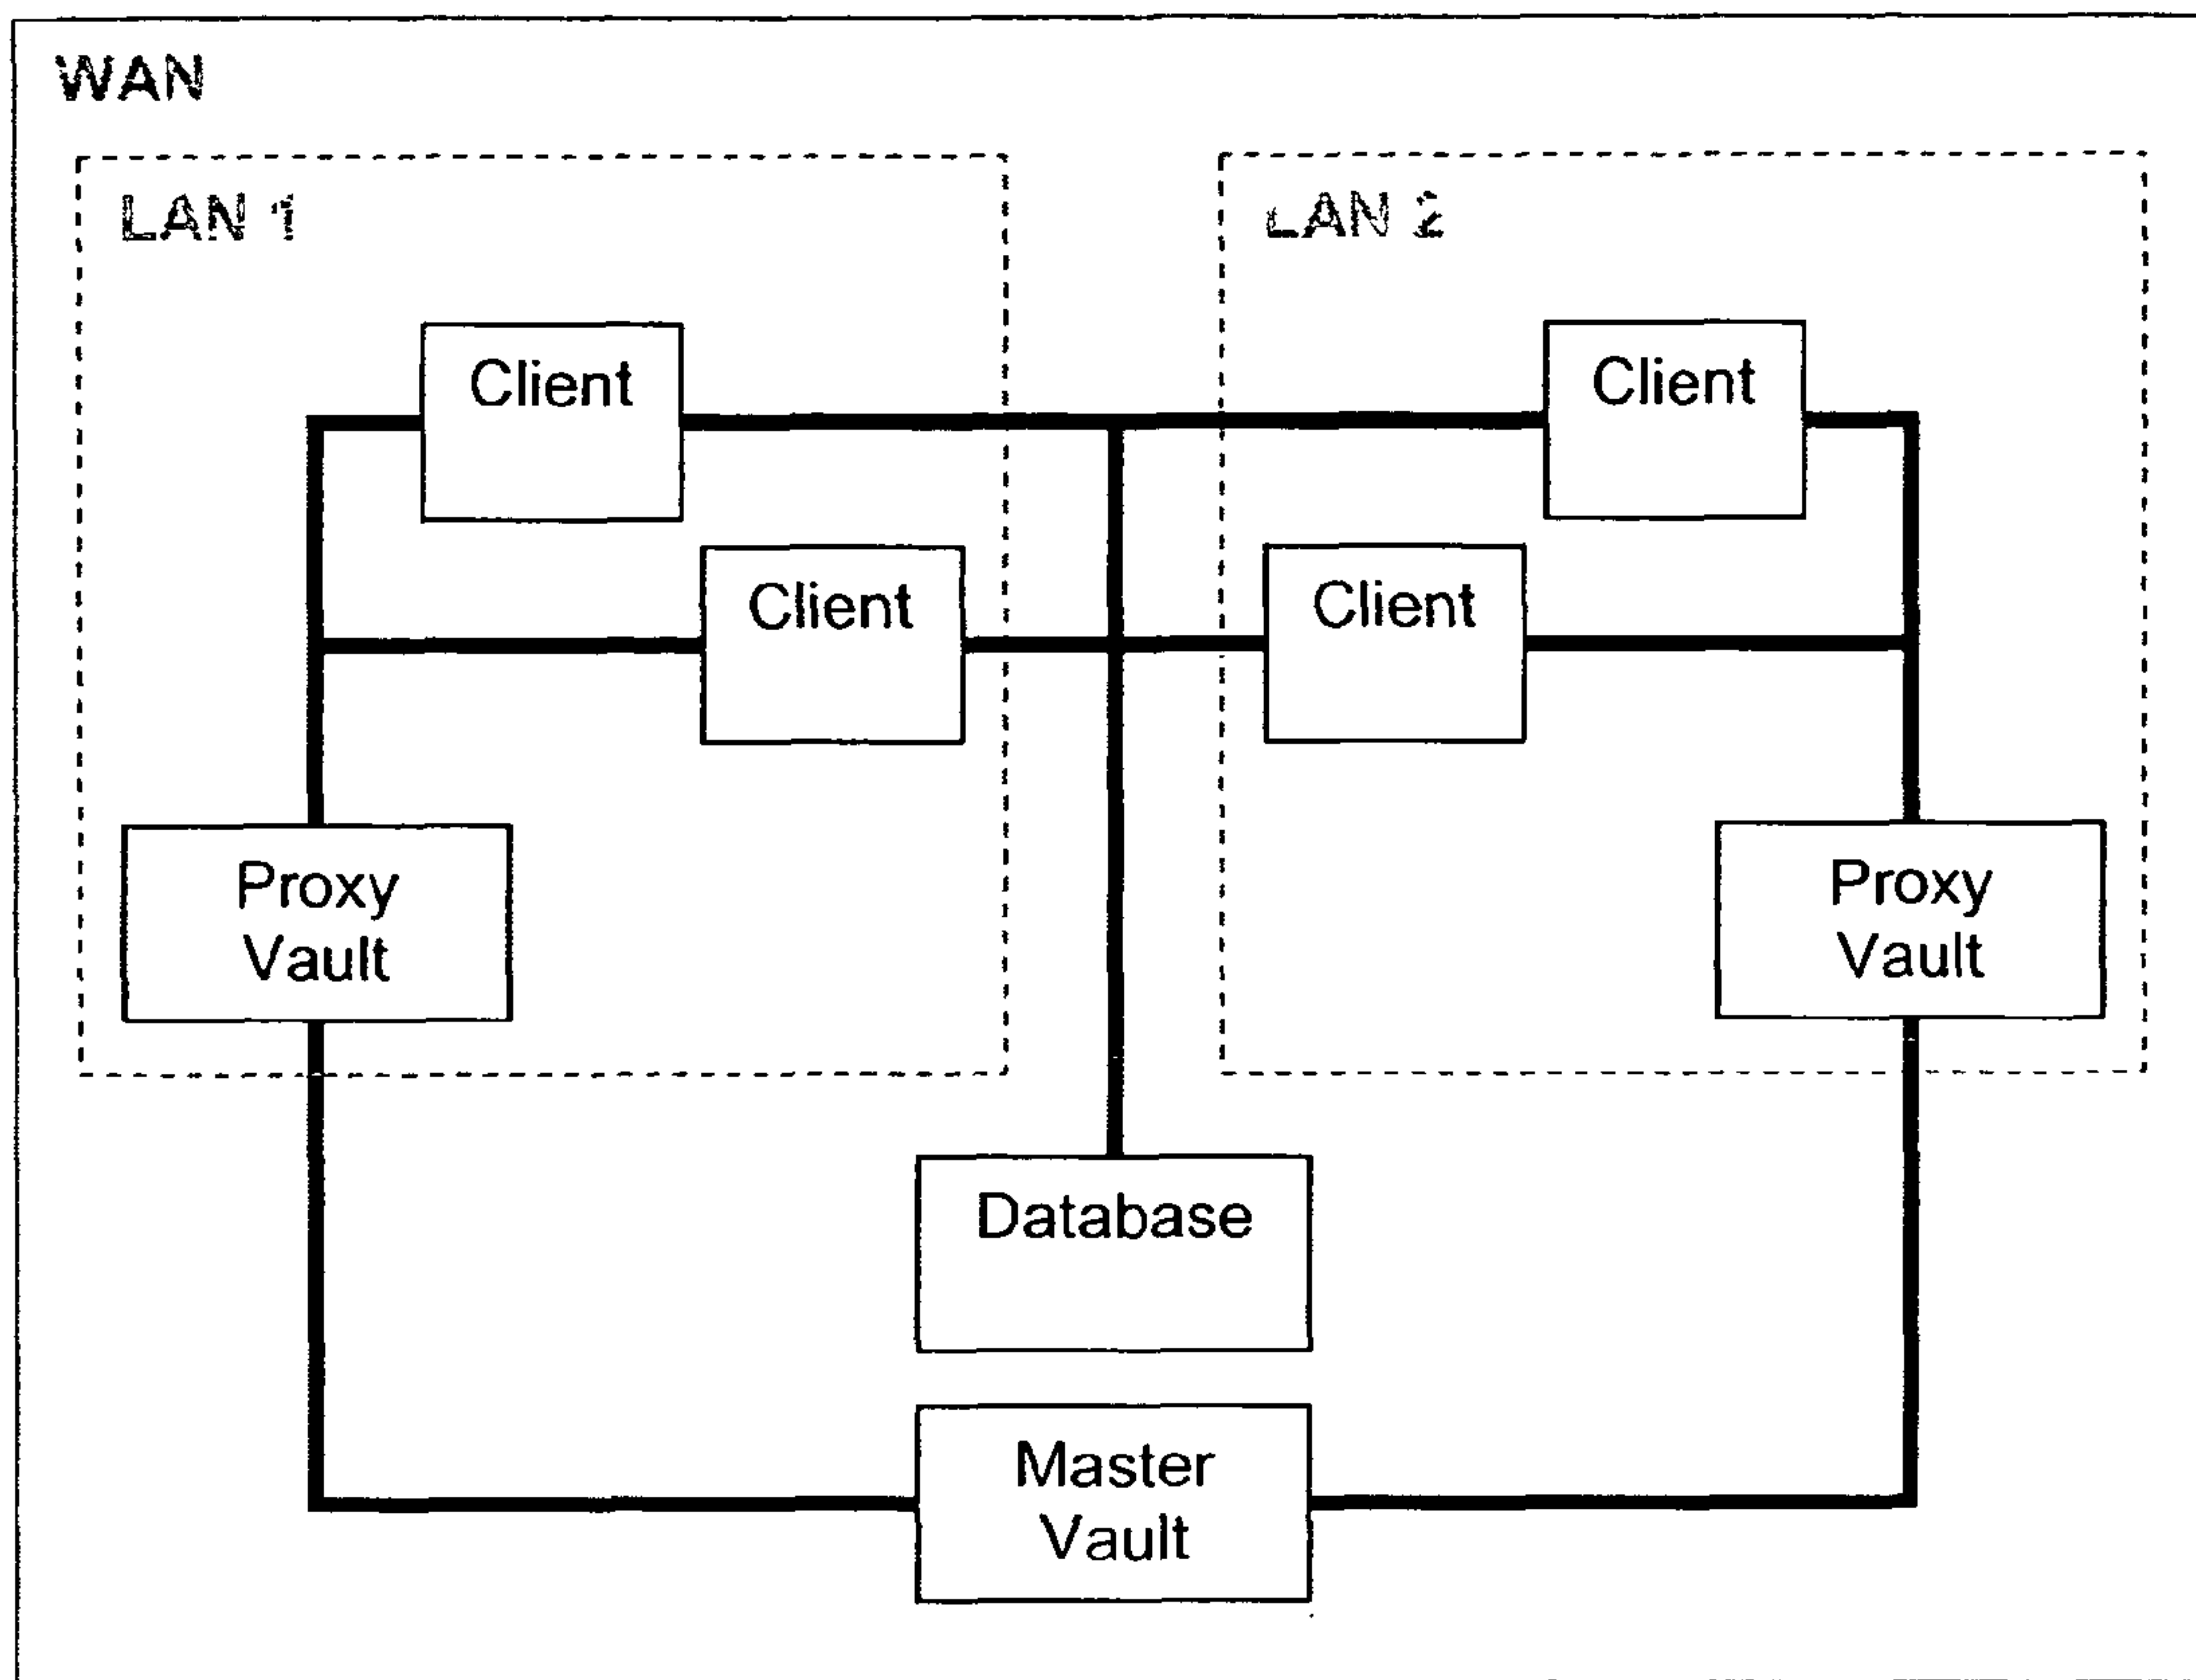 WAN
LAN 1
LAN 2
Client
Client
Client
Client
Proxy
Vault
Proxy
Vault
Database
Master
Vault